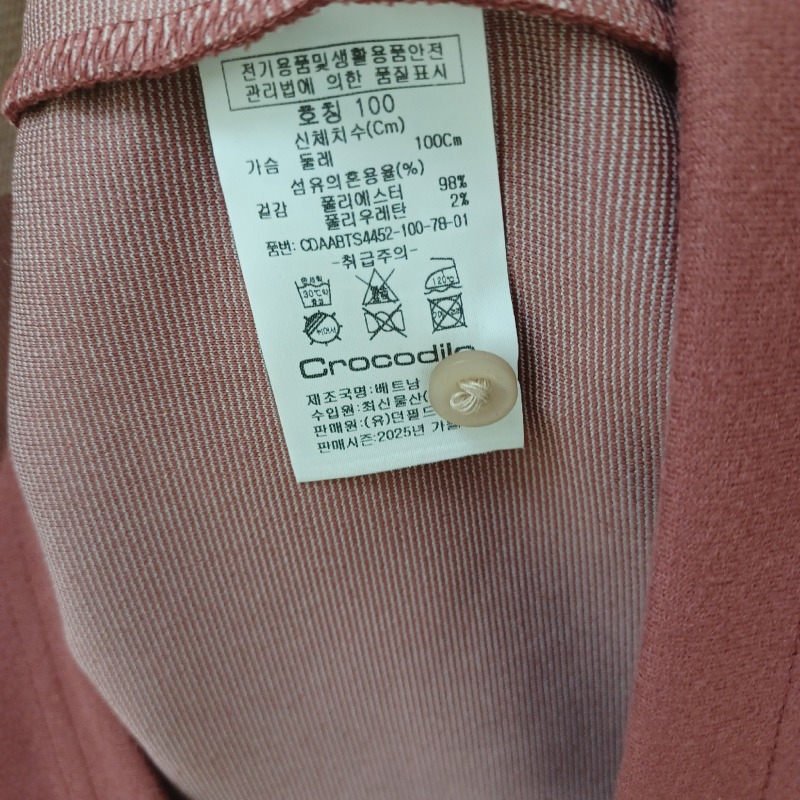 전기용품및생활용품안전
관리법에 의한 품질표시
호칭 100
신체치수(Cm)
가슴 둘레 100Cm
섬유의혼용율(%)
겉감 폴리에스터 98%
폴리우레탄 2%
품번: CDAABTS4452-100-78-01
-취급주의-
30℃ 120℃
Crocodile
제조국명:베트남
수입원:최신물산(
판매원:(유)던필드
판매시즌:2025년